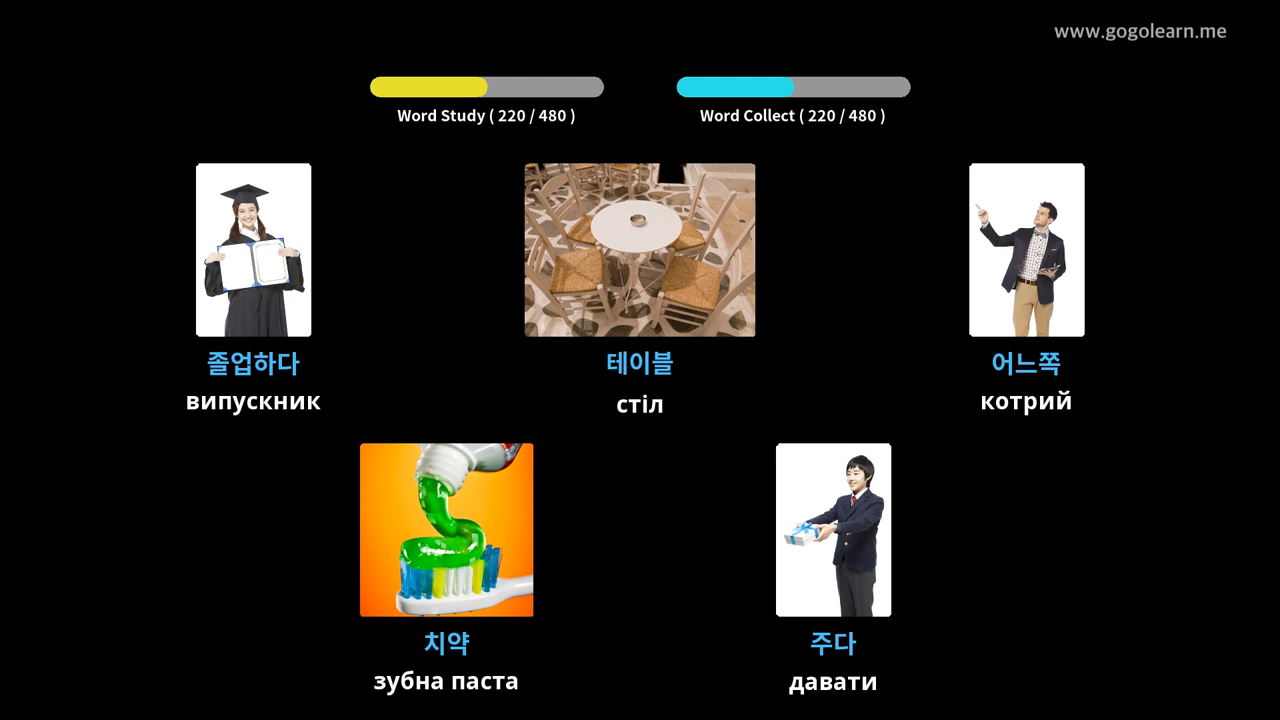 www.gogolearn.me
Word Study ( 220 / 480 )
Word Collect ( 220 / 480 )
졸업하다
випускник
테이블
стіл
어느쪽
котрий
치약
зубна паста
주다
давати